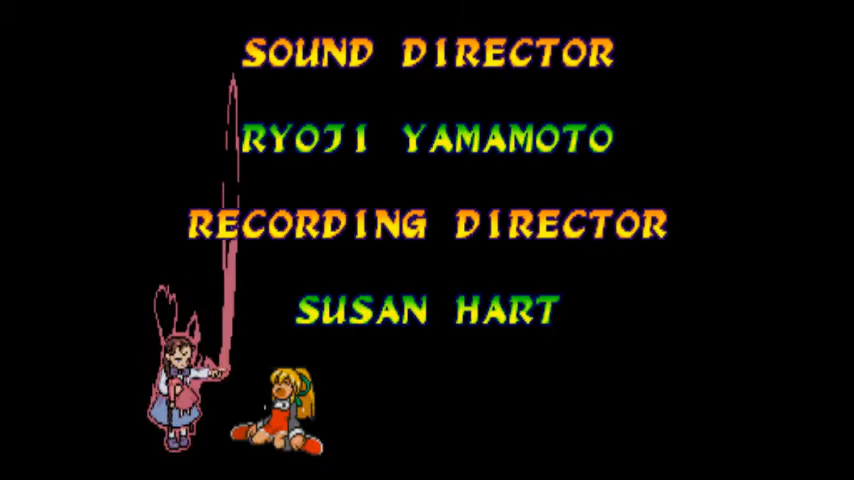 SOUND DIRECTOR
RYOJI YAMAMOTO
RECORDING DIRECTOR
SUSAN HART